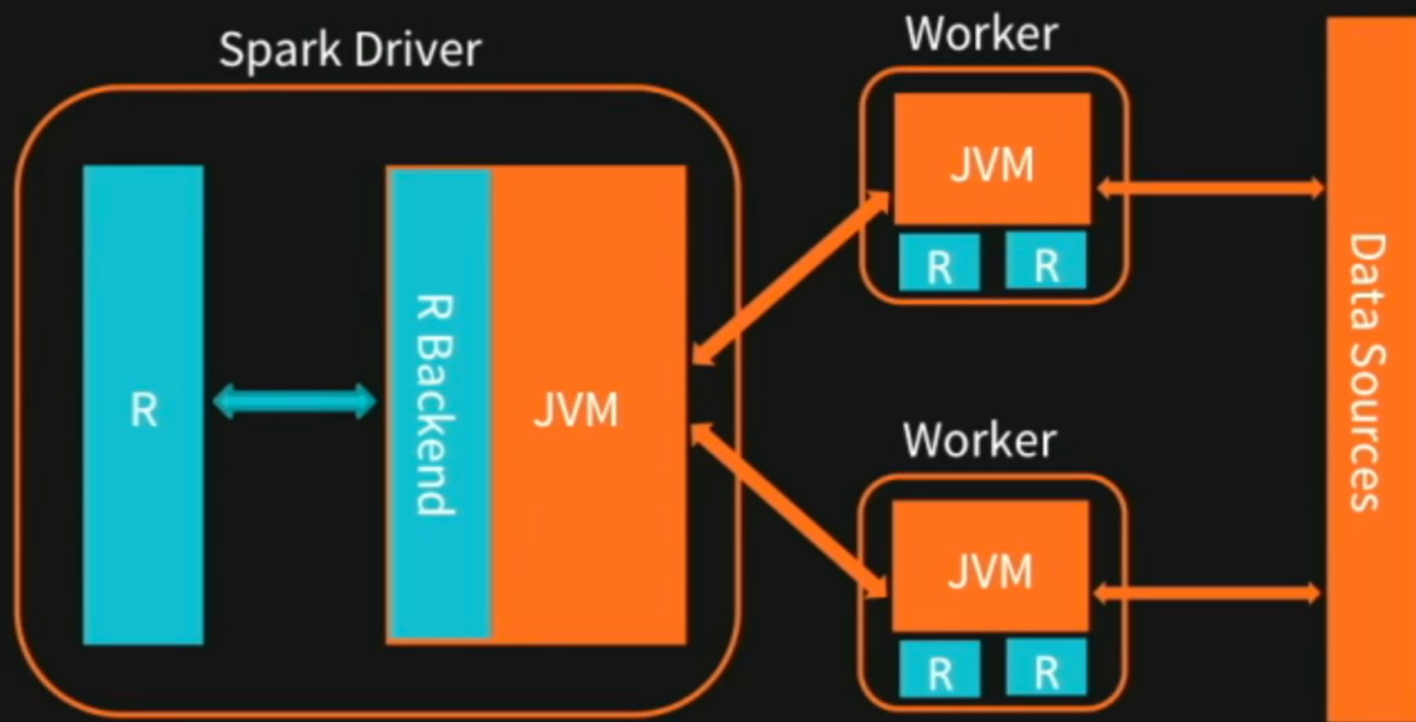 Spark Driver
R
R Backend
JVM
Worker
JVM
R R
Worker
JVM
R R
Data Sources